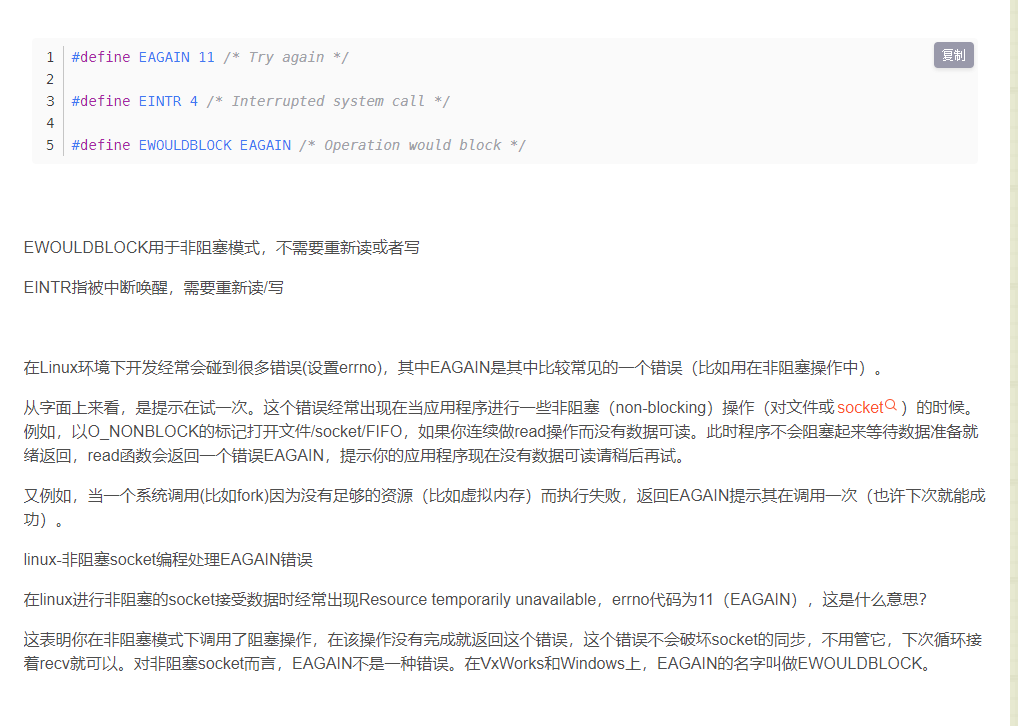 复制
1 #define EAGAIN 11 /* Try again */
2
3 #define EINTR 4 /* Interrupted system call */
4
5 #define EWOULDBLOCK EAGAIN /* Operation would block */
EWOULDBLOCK用于非阻塞模式，不需要重新读或者写
EINTR指被中断唤醒，需要重新读/写
在Linux环境下开发经常会碰到很多错误(设置errno)，其中EAGAIN是其中比较常见的一个错误（比如用在非阻塞操作中）。
从字面上来看，是提示在试一次。这个错误经常出现在当应用程序进行一些非阻塞（non-blocking）操作（对文件或socket）的时候。
例如，以O_NONBLOCK的标记打开文件/socket/FIFO，如果你连续做read操作而没有数据可读。此时程序不会阻塞起来等待数据准备就
绪返回，read函数会返回一个错误EAGAIN，提示你的应用程序现在没有数据可读请稍后再试。
又例如，当一个系统调用(比如fork)因为没有足够的资源（比如虚拟内存）而执行失败，返回EAGAIN提示其在调用一次（也许下次就能成
功）。
linux-非阻塞socket编程处理EAGAIN错误
在linux进行非阻塞的socket接受数据时经常出现Resource temporarily unavailable，errno代码为11（EAGAIN），这是什么意思？
这表明你在非阻塞模式下调用了阻塞操作，在该操作没有完成就返回这个错误，这个错误不会破坏socket的同步，不用管它，下次循环接
着recv就可以。对非阻塞socket而言，EAGAIN不是一种错误。在VxWorks和Windows上，EAGAIN的名字叫做EWOULDBLOCK。